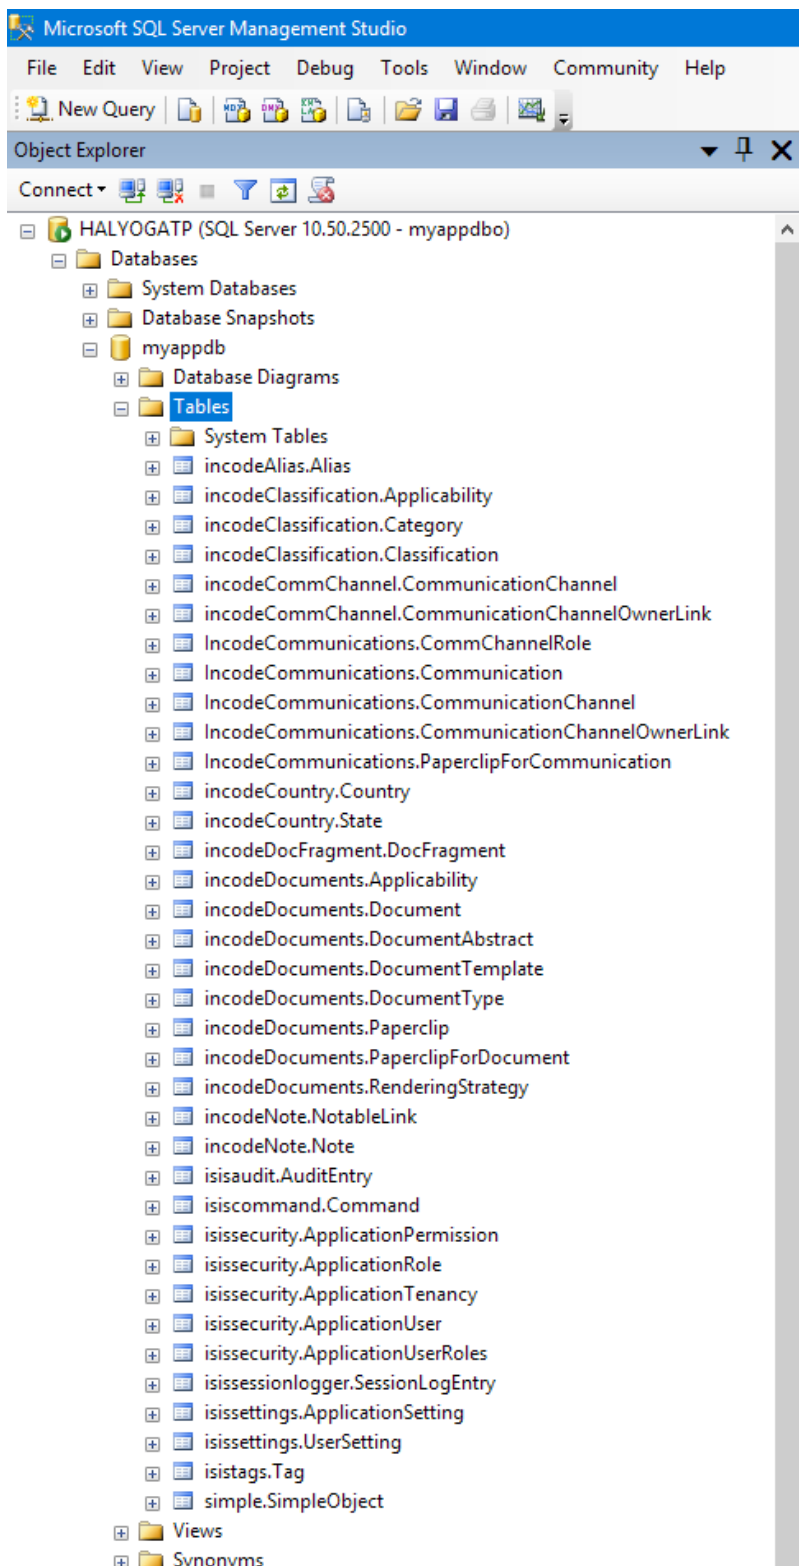 Microsoft SQL Server Management Studio
File Edit View Project Debug Tools Window Community Help
New Query
Object Explorer
Connect
HALYOGATP (SQL Server 10.50.2500 - myappdbo)
Databases
System Databases
Database Snapshots
myappdb
Database Diagrams
Tables
System Tables
incodeAlias.Alias
incodeClassification.Applicability
incodeClassification.Category
incodeClassification.Classification
incodeCommChannel.CommunicationChannel
incodeCommChannel.CommunicationChannelOwnerLink
IncodeCommunications.CommChannelRole
IncodeCommunications.Communication
IncodeCommunications.CommunicationChannel
IncodeCommunications.CommunicationChannelOwnerLink
IncodeCommunications.PaperclipForCommunication
incodeCountry.Country
incodeCountry.State
incodeDocFragment.DocFragment
incodeDocuments.Applicability
incodeDocuments.Document
incodeDocuments.DocumentAbstract
incodeDocuments.DocumentTemplate
incodeDocuments.DocumentType
incodeDocuments.Paperclip
incodeDocuments.PaperclipForDocument
incodeDocuments.RenderingStrategy
incodeNote.NotableLink
incodeNote.Note
isisaudit.AuditEntry
isiscommand.Command
isissecurity.ApplicationPermission
isissecurity.ApplicationRole
isissecurity.ApplicationTenancy
isissecurity.ApplicationUser
isissecurity.ApplicationUserRoles
isissessionlogger.SessionLogEntry
isissettings.ApplicationSetting
isissettings.UserSetting
isistags.Tag
simple.SimpleObject
Views
Synonyms